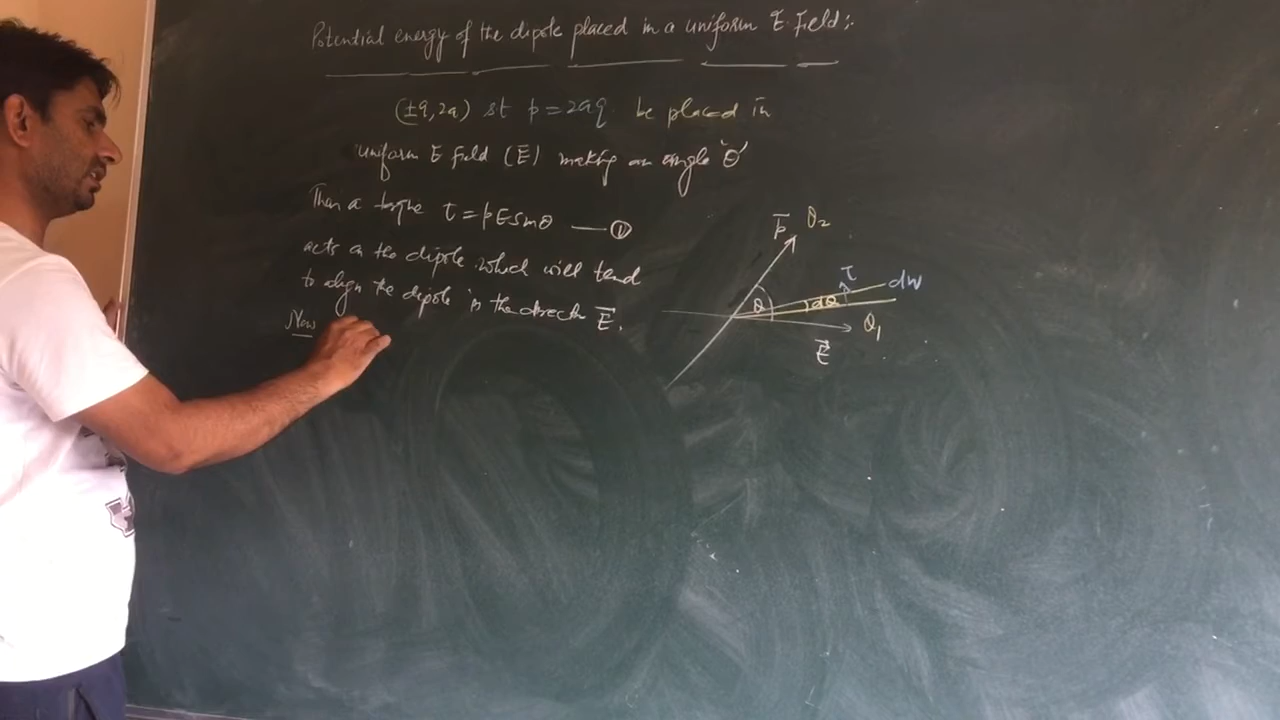 Potential energy of the dipole placed in a uniform E. Field:.
(±q, 2a) st p = 2aq be placed in
uniform E Field (E⃗) making an angle 'θ'
Then a torque τ = pE sinθ —— ①
acts on the dipole which will tend
to align the dipole in the directn E⃗.
Now
p⃗ θ₂
τ dw
θ dθ
θ₁
E⃗